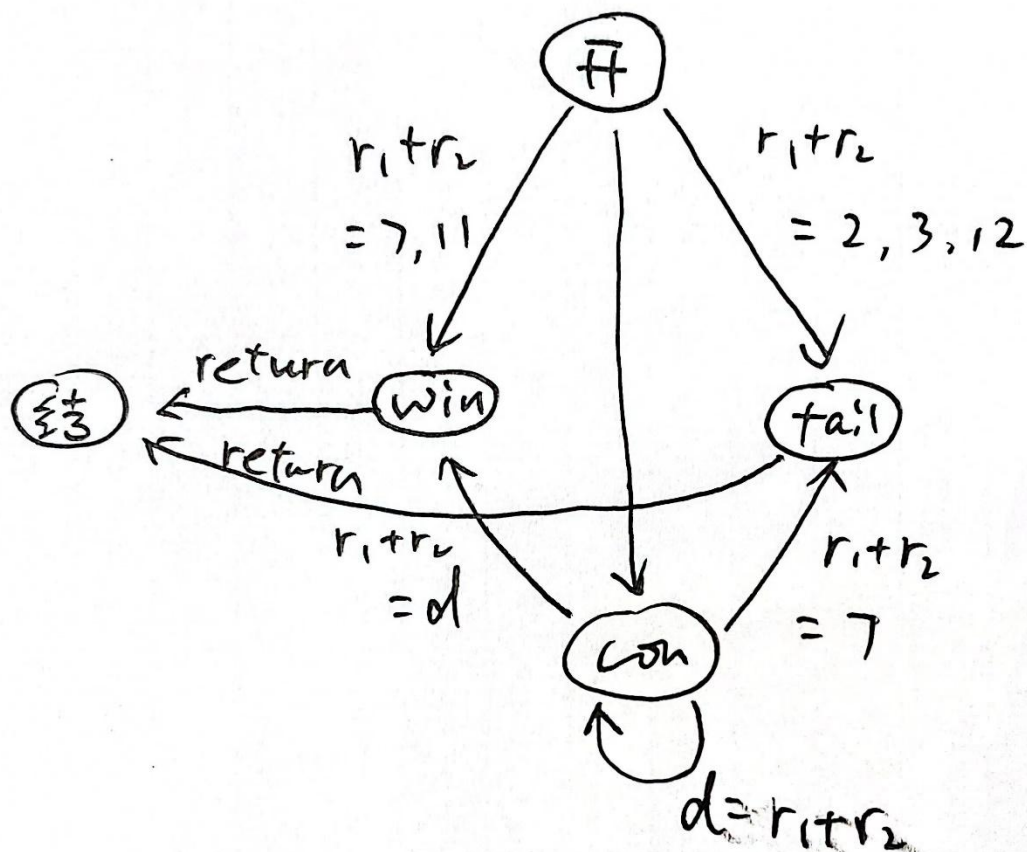 开
r₁+r₂
= 7, 11
r₁+r₂
= 2, 3, 12
return
win
fail
结
return
r₁+r₂
= d
r₁+r₂
= 7
con
d= r₁+r₂